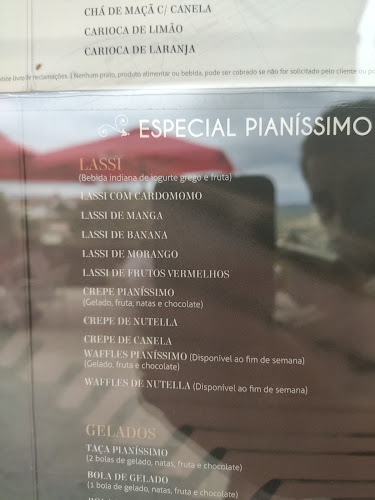 CHÁ DE MAÇÃ C/ CANELA
CARIOCA DE LIMÃO
CARIOCA DE LARANJA
livro de reclamações. | Nenhum prato, produto alimentar ou bebida, pode ser cobrado se não for solicitado pelo cliente ou
ESPECIAL PIANÍSSIMO
LASSI
(Bebida indiana de iogurte grego e fruta)
LASSI COM CARDOMOMO
LASSI DE MANGA
LASSI DE BANANA
LASSI DE MORANGO
LASSI DE FRUTOS VERMELHOS
CREPE PIANÍSSIMO
(Gelado, fruta, natas e chocolate)
CREPE DE NUTELLA
CREPE DE CANELA
WAFFLES PIANÍSSIMO (Disponível ao fim de semana)
(Gelado, fruta e chocolate)
WAFFLES DE NUTELLA (Disponível ao fim de semana)
GELADOS
TAÇA PIANÍSSIMO
(2 bolas de gelado, natas, fruta e chocolate)
BOLA DE GELADO
(1 bola de gelado, natas, fruta e chocolate)